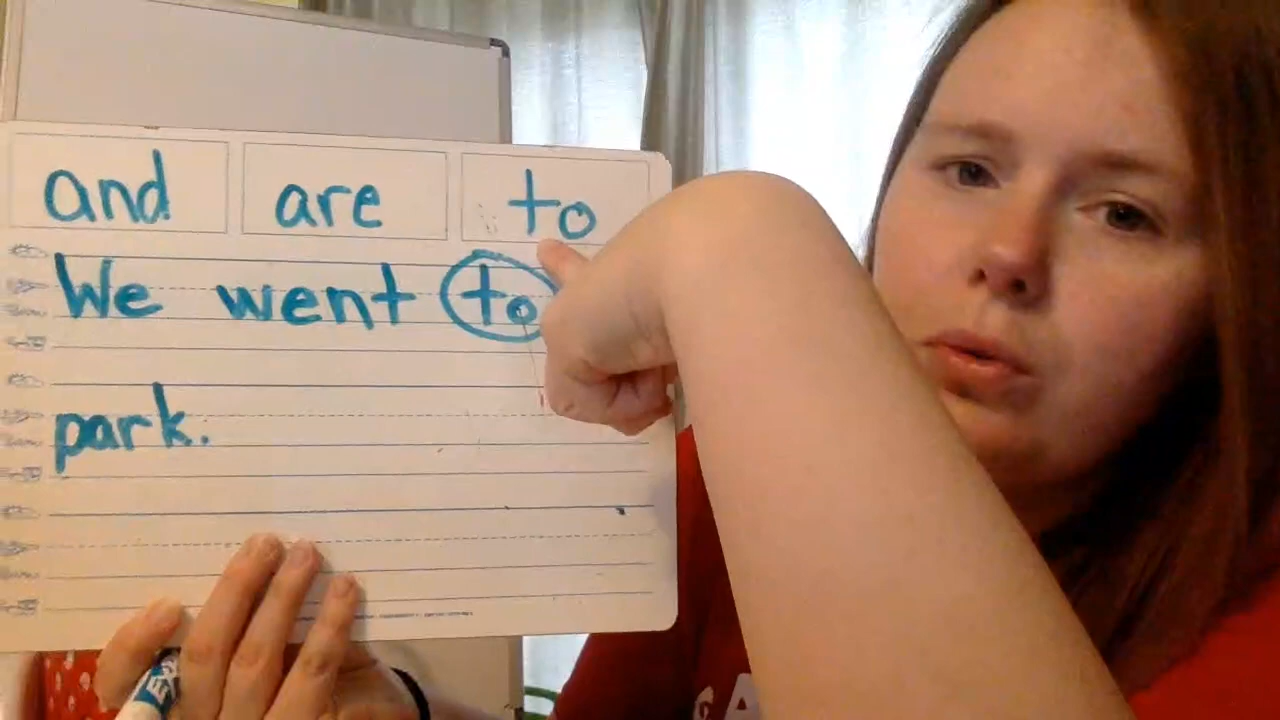 and are to
We went to
park.